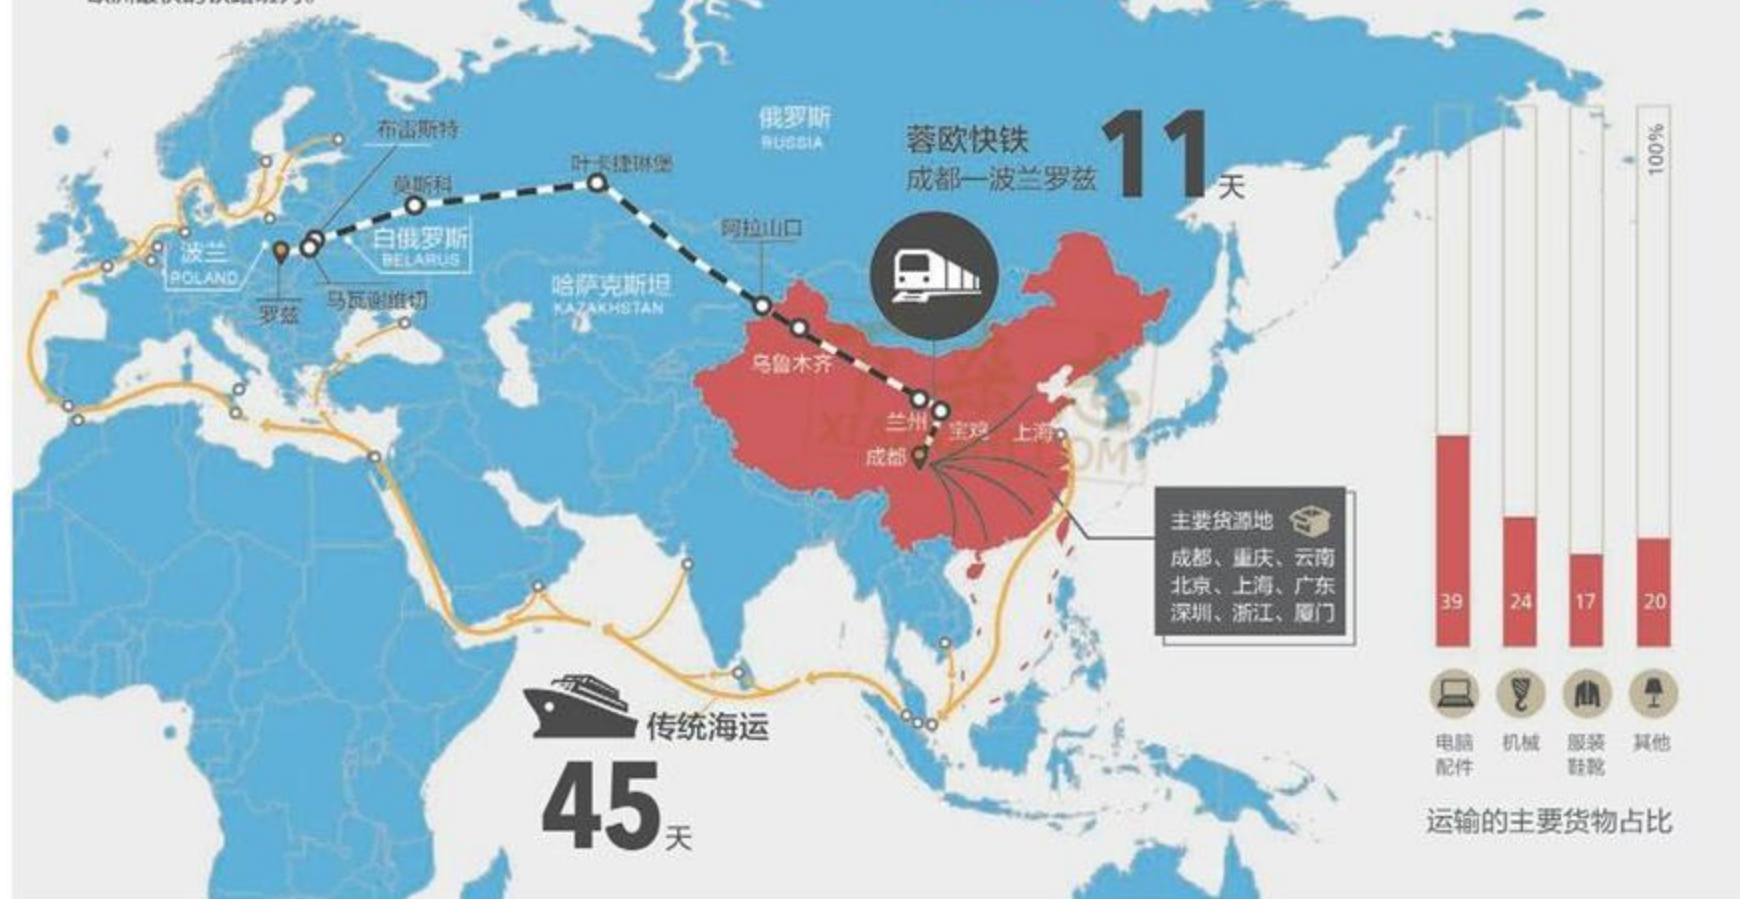 俄罗斯
RUSSIA
蓉欧快铁
成都—波兰罗兹
11天
布雷斯特
叶卡捷琳堡
莫斯科
阿拉山口
波兰
POLAND
白俄罗斯
BELARUS
哈萨克斯坦
KAZAKHSTAN
罗兹
马瓦谢维切
乌鲁木齐
兰州
宝鸡
上海
成都
主要货源地
成都、重庆、云南
北京、上海、广东
深圳、浙江、厦门
传统海运
45天
100%
39
24
17
20
电脑
配件
机械
服装
鞋靴
其他
运输的主要货物占比